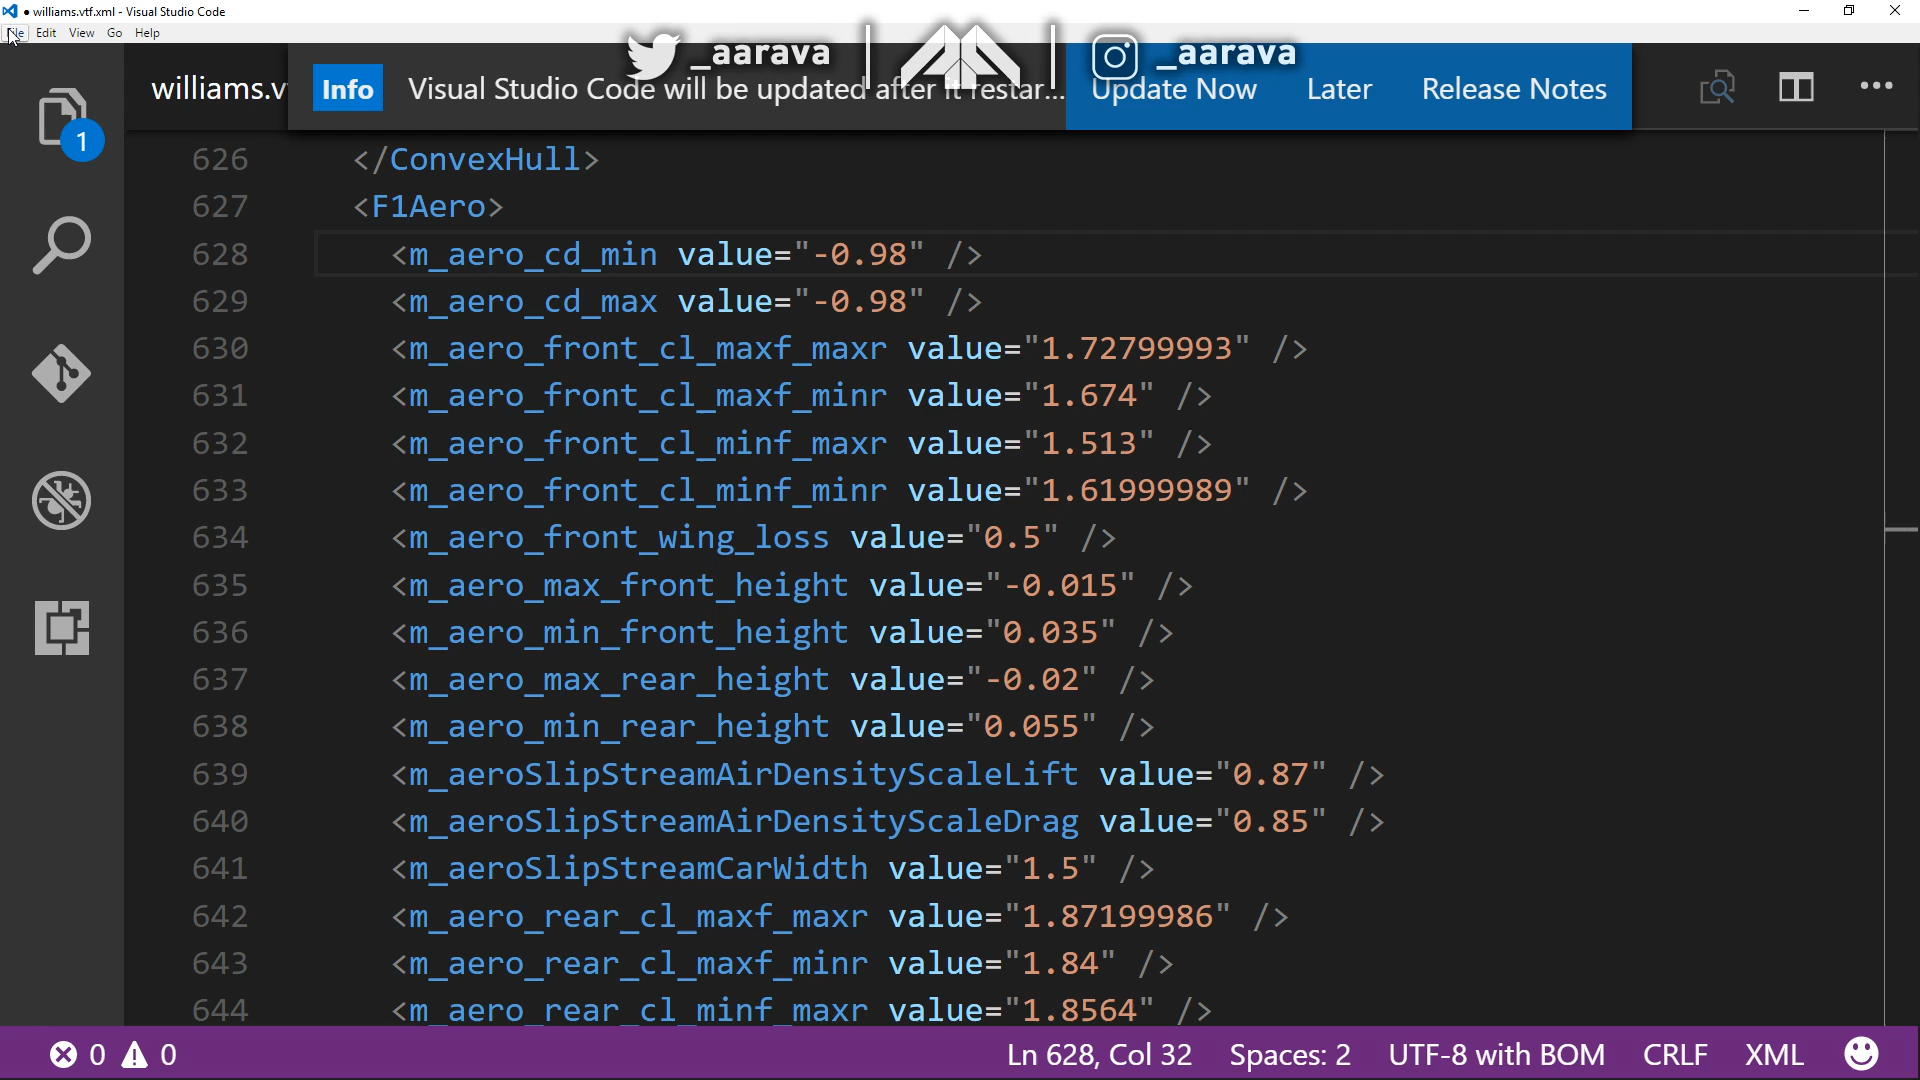 ● williams.vtf.xml - Visual Studio Code
File Edit View Go Help
_aarava _aarava
williams.v
Info Visual Studio Code will be updated after it restar... Update Now Later Release Notes
1
626 </ConvexHull>
627 <F1Aero>
628 <m_aero_cd_min value="-0.98" />
629 <m_aero_cd_max value="-0.98" />
630 <m_aero_front_cl_maxf_maxr value="1.72799993" />
631 <m_aero_front_cl_maxf_minr value="1.674" />
632 <m_aero_front_cl_minf_maxr value="1.513" />
633 <m_aero_front_cl_minf_minr value="1.61999989" />
634 <m_aero_front_wing_loss value="0.5" />
635 <m_aero_max_front_height value="-0.015" />
636 <m_aero_min_front_height value="0.035" />
637 <m_aero_max_rear_height value="-0.02" />
638 <m_aero_min_rear_height value="0.055" />
639 <m_aeroSlipStreamAirDensityScaleLift value="0.87" />
640 <m_aeroSlipStreamAirDensityScaleDrag value="0.85" />
641 <m_aeroSlipStreamCarWidth value="1.5" />
642 <m_aero_rear_cl_maxf_maxr value="1.87199986" />
643 <m_aero_rear_cl_maxf_minr value="1.84" />
644 <m_aero_rear_cl_minf_maxr value="1.8564" />
0 0 Ln 628, Col 32 Spaces: 2 UTF-8 with BOM CRLF XML